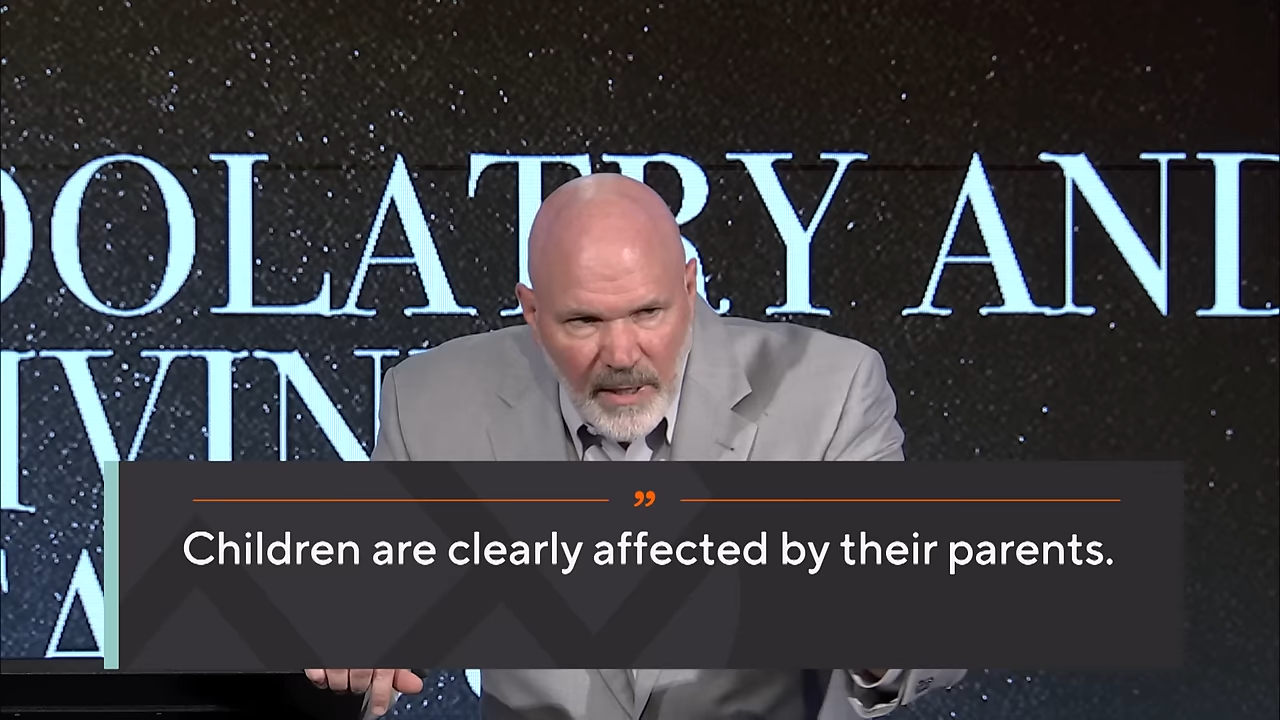 OLATRY AND
IVIN
”
Children are clearly affected by their parents.